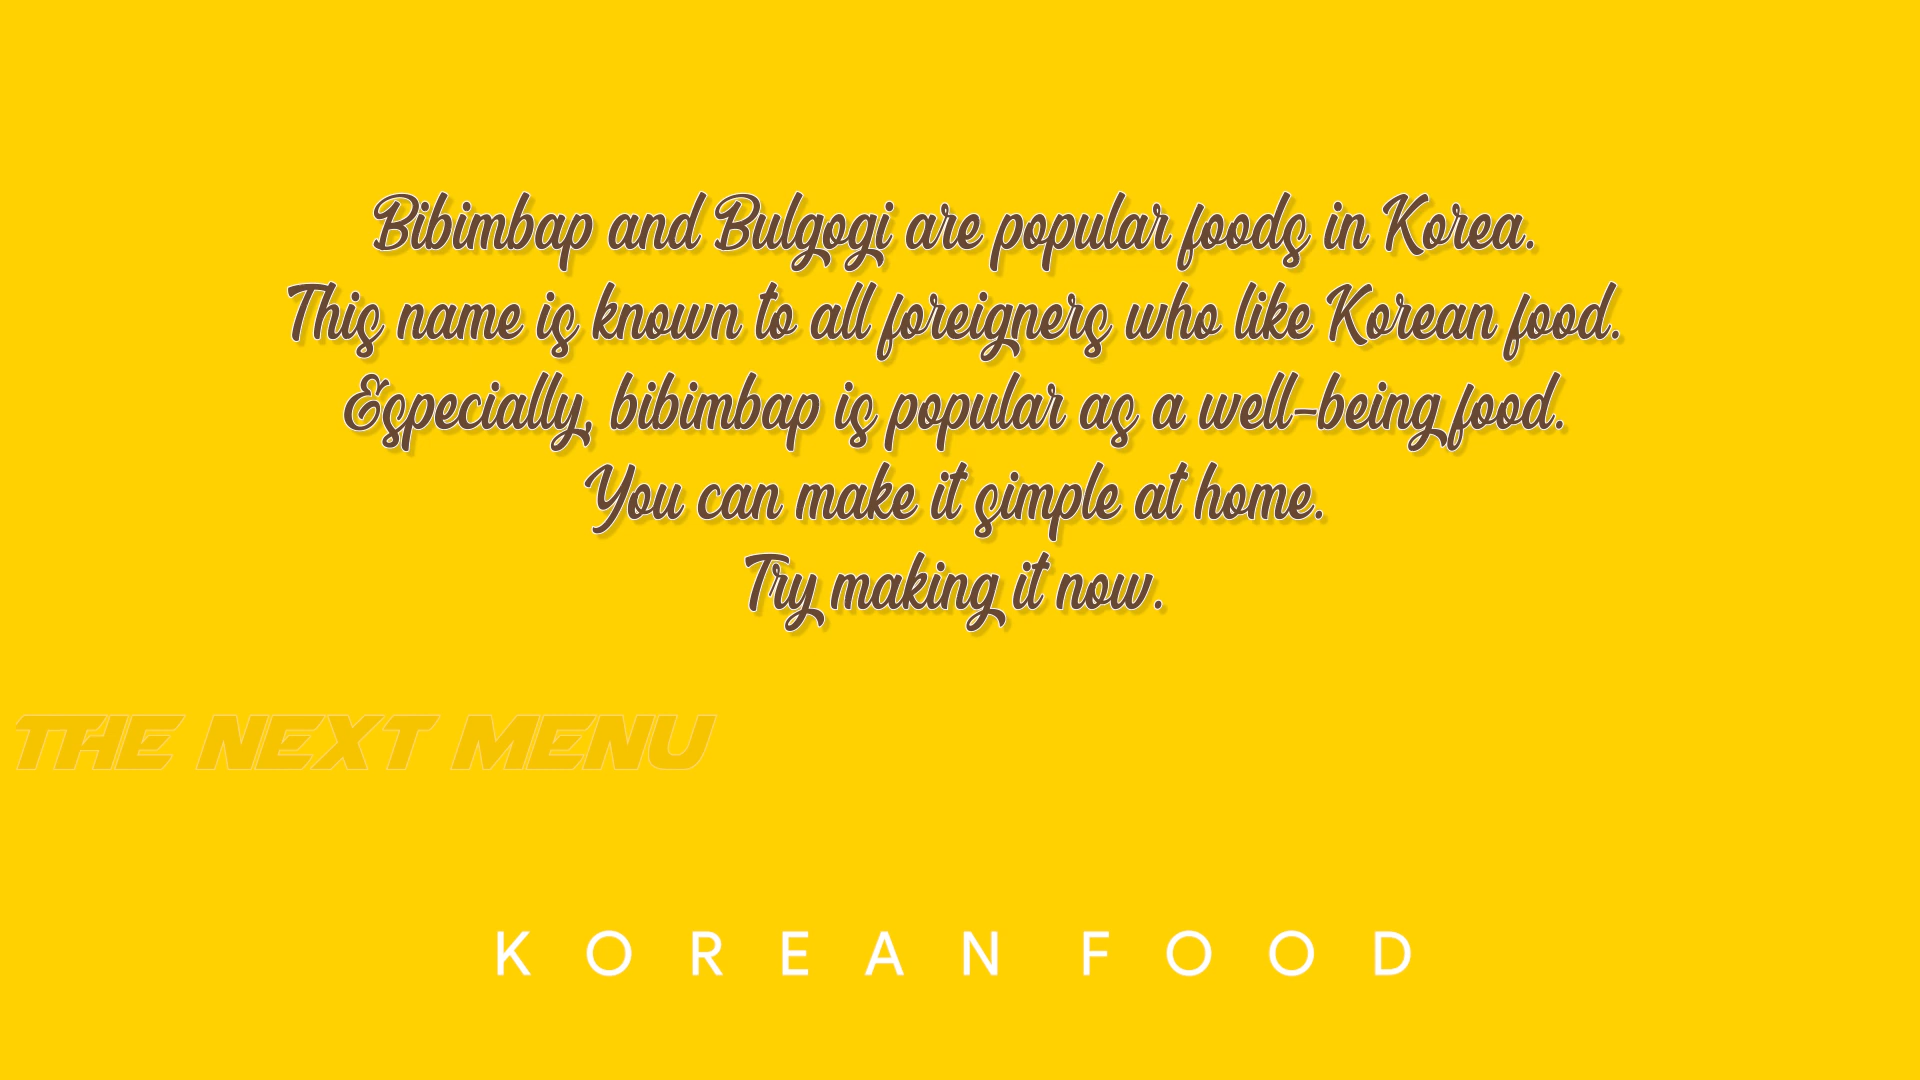 Bibimbap and Bulgogi are popular foods in Korea.
This name is known to all foreigners who like Korean food.
Especially, bibimbap is popular as a well-being food.
You can make it simple at home.
Try making it now.
THE NEXT MENU
KOREAN FOOD